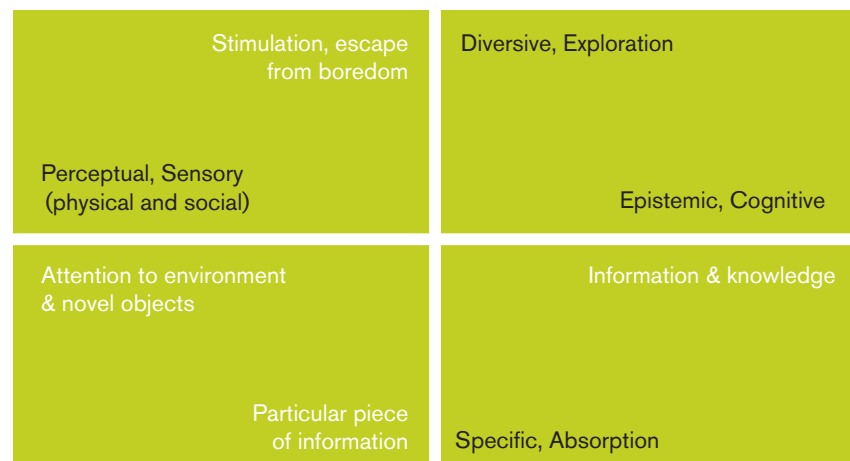 Stimulation, escape
from boredom
Perceptual, Sensory
(physical and social)
Diversive, Exploration
Epistemic, Cognitive
Attention to environment
& novel objects
Particular piece
of information
Information & knowledge
Specific, Absorption